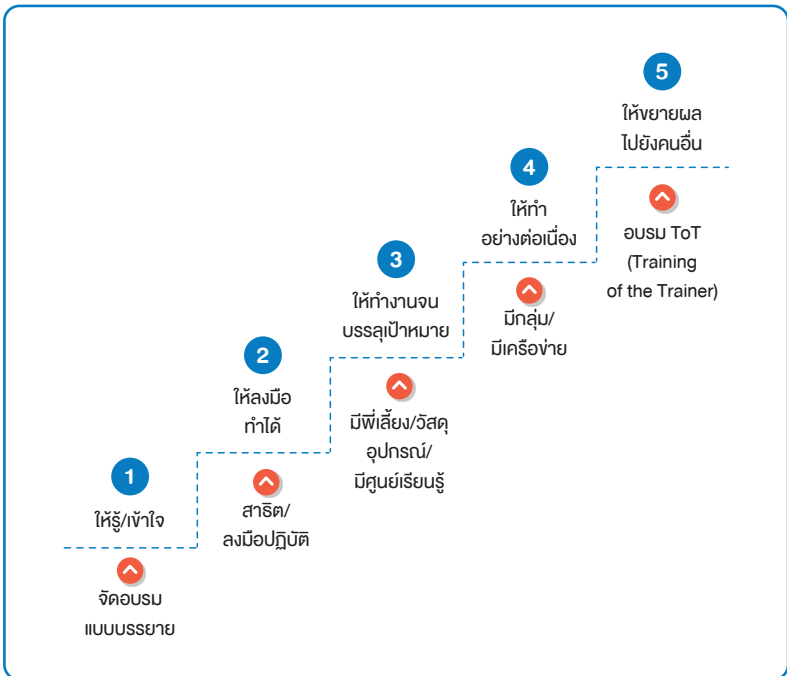 1
ให้รู้/เข้าใจ
จัดอบรม
แบบบรรยาย
2
ให้ลงมือ
ทำได้
สาธิต/
ลงมือปฏิบัติ
3
ให้ทำงานจน
บรรลุเป้าหมาย
มีพี่เลี้ยง/วัสดุ
อุปกรณ์/
มีศูนย์เรียนรู้
4
ให้ทำ
อย่างต่อเนื่อง
มีกลุ่ม/
มีเครือข่าย
5
ให้ขยายผล
ไปยังคนอื่น
อบรม ToT
(Training
of the Trainer)